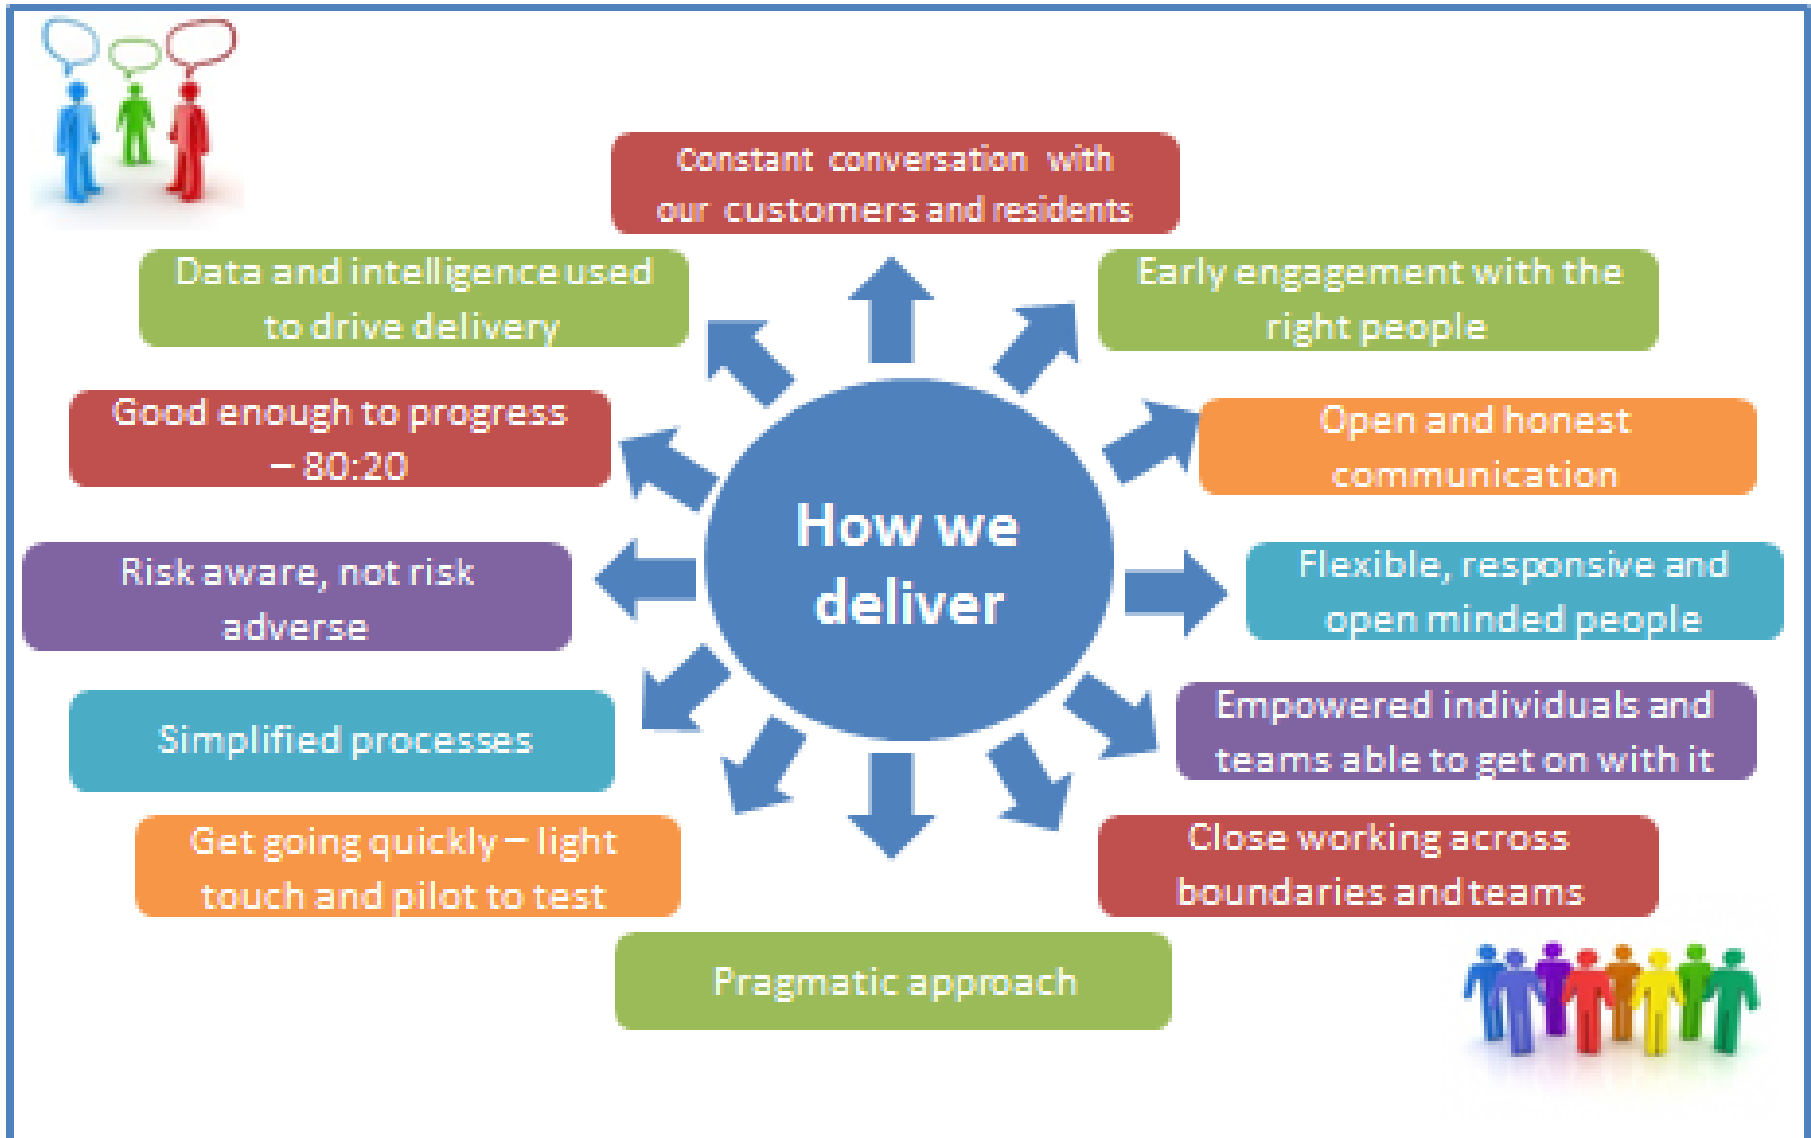 Constant conversation with
our customers and residents
Early engagement with the
right people
Open and honest
communication
Flexible, responsive and
open minded people
Empowered individuals and
teams able to get on with it
Close working across
boundaries and teams
Pragmatic approach
Get going quickly – light
touch and pilot to test
Simplified processes
Risk aware, not risk
adverse
Good enough to progress
– 80:20
Data and intelligence used
to drive delivery
How we
deliver